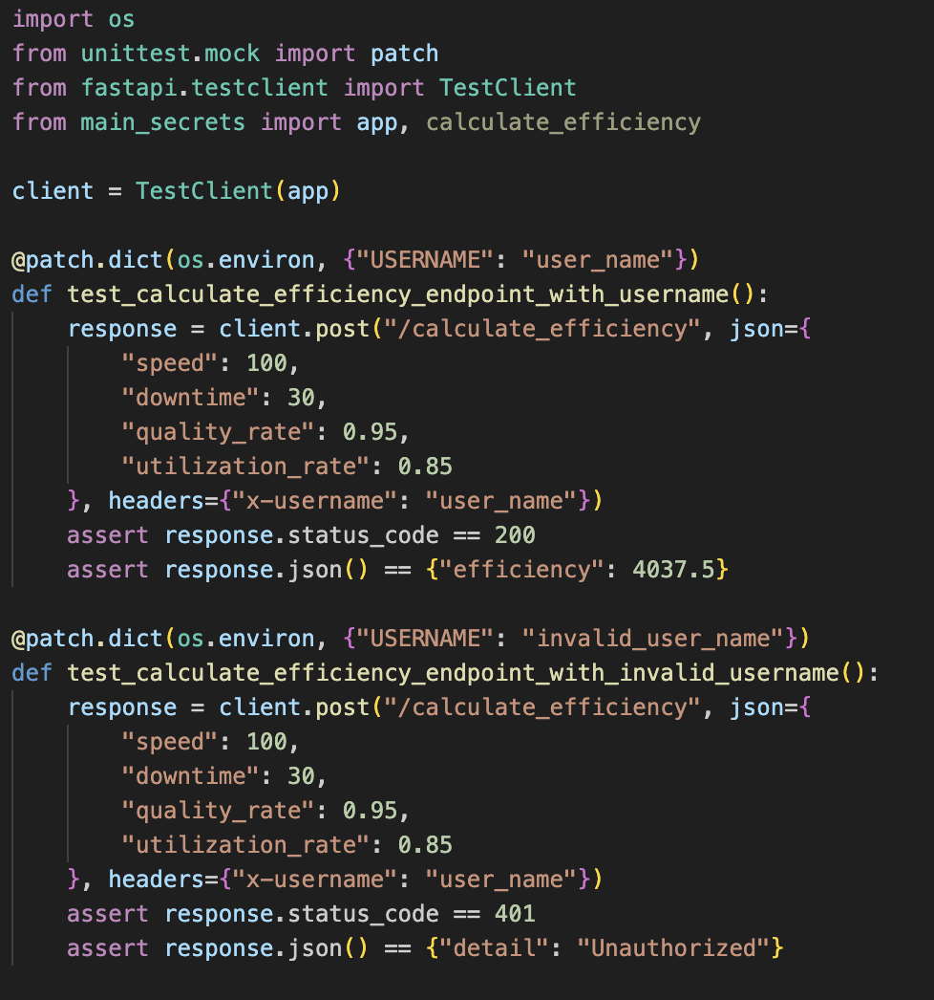 import os
from unittest.mock import patch
from fastapi.testclient import TestClient
from main_secrets import app, calculate_efficiency

client = TestClient(app)

@patch.dict(os.environ, {"USERNAME": "user_name"})
def test_calculate_efficiency_endpoint_with_username():
    response = client.post("/calculate_efficiency", json={
        "speed": 100,
        "downtime": 30,
        "quality_rate": 0.95,
        "utilization_rate": 0.85
    }, headers={"x-username": "user_name"})
    assert response.status_code == 200
    assert response.json() == {"efficiency": 4037.5}

@patch.dict(os.environ, {"USERNAME": "invalid_user_name"})
def test_calculate_efficiency_endpoint_with_invalid_username():
    response = client.post("/calculate_efficiency", json={
        "speed": 100,
        "downtime": 30,
        "quality_rate": 0.95,
        "utilization_rate": 0.85
    }, headers={"x-username": "user_name"})
    assert response.status_code == 401
    assert response.json() == {"detail": "Unauthorized"}